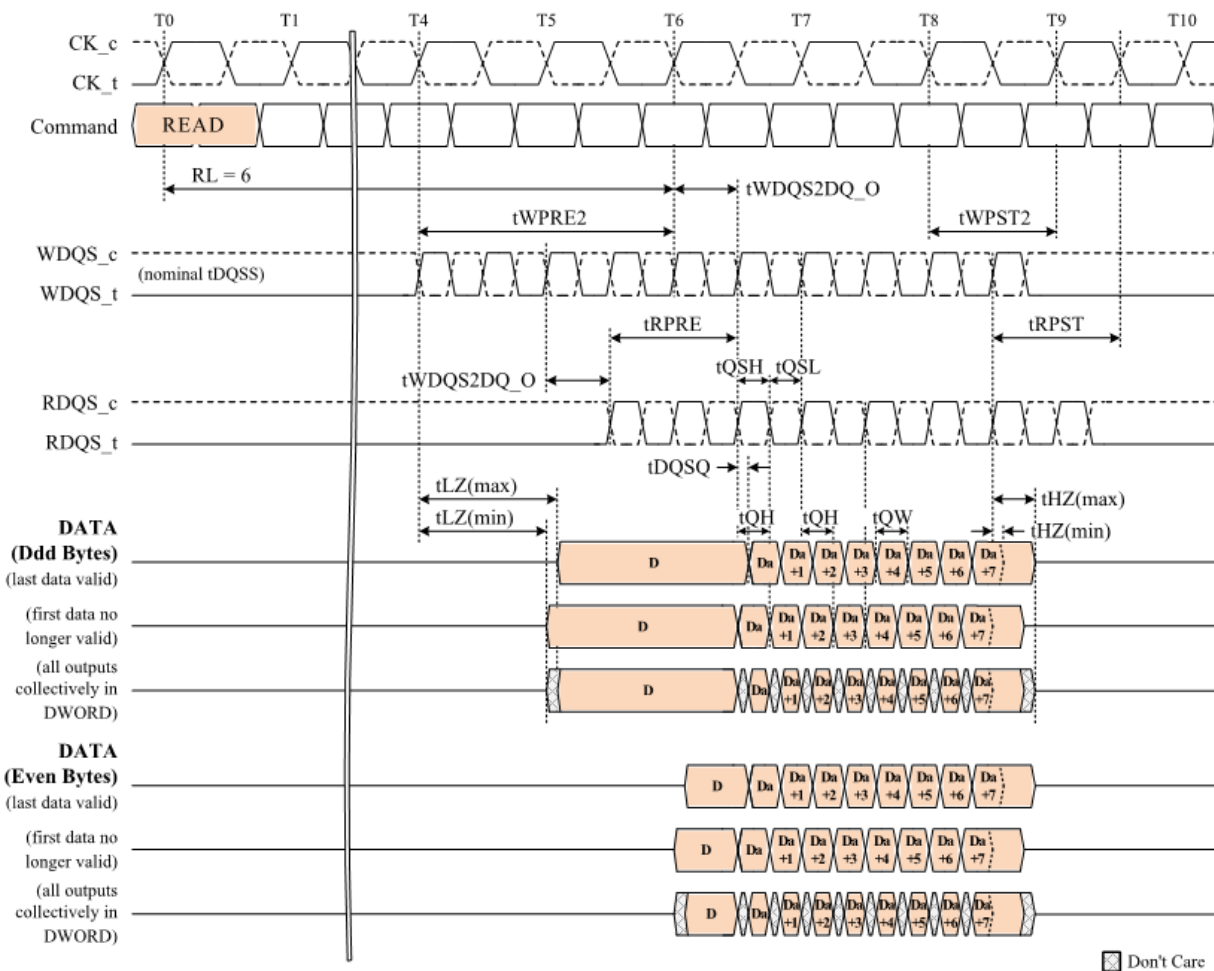 T0 T1 T4 T5 T6 T7 T8 T9 T10
CK_c
CK_t
Command READ
RL = 6 tWDQS2DQ_O
tWPRE2 tWPST2
WDQS_c
(nominal tDQSS)
WDQS_t
tRPRE tRPST
tWDQS2DQ_O tQSH tQSL
RDQS_c
RDQS_t
tDQSQ
tLZ(max) tHZ(max)
tLZ(min) tQH tQH tQW tHZ(min)
DATA
(Ddd Bytes)
(last data valid)
D Da Da +1 Da +2 Da +3 Da +4 Da +5 Da +6 Da +7
(first data no
longer valid)
D Da Da +1 Da +2 Da +3 Da +4 Da +5 Da +6 Da +7
(all outputs
collectively in
DWORD)
D Da Da +1 Da +2 Da +3 Da +4 Da +5 Da +6 Da +7
DATA
(Even Bytes)
(last data valid)
D Da Da +1 Da +2 Da +3 Da +4 Da +5 Da +6 Da +7
(first data no
longer valid)
D Da Da +1 Da +2 Da +3 Da +4 Da +5 Da +6 Da +7
(all outputs
collectively in
DWORD)
D Da Da +1 Da +2 Da +3 Da +4 Da +5 Da +6 Da +7
Don't Care